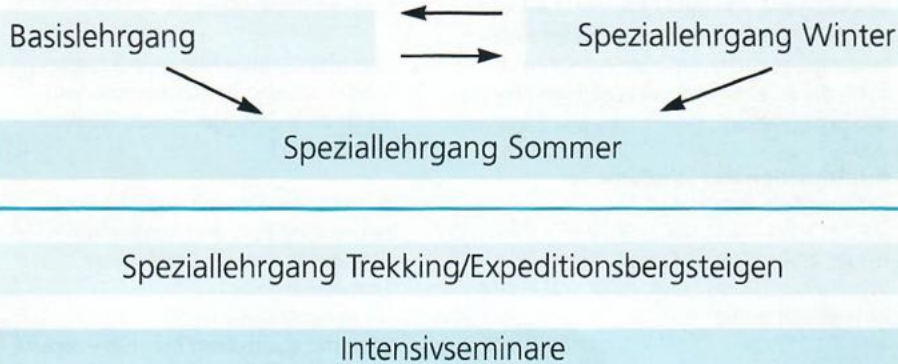 Basislehrgang
Speziallehrgang Winter
Speziallehrgang Sommer
Speziallehrgang Trekking/Expeditionsbergsteigen
Intensivseminare